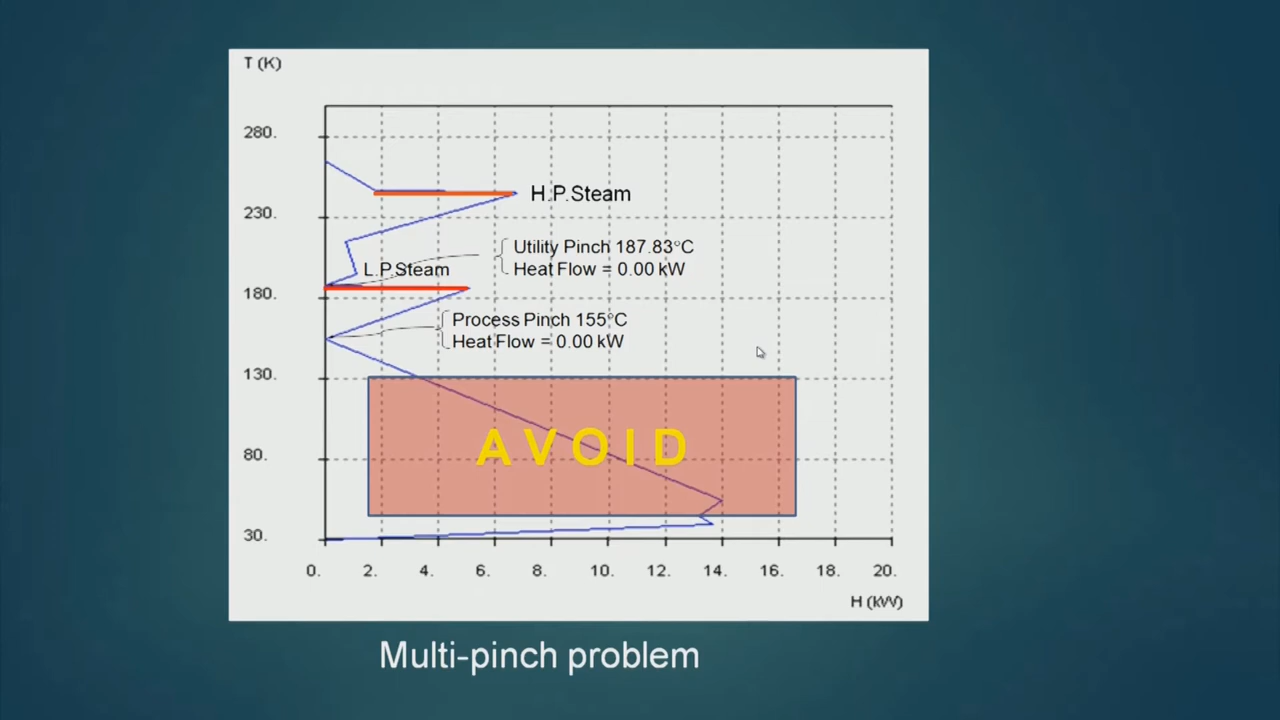 T (K)
280.
H.P.Steam
230.
Utility Pinch 187.83°C
Heat Flow = 0.00 kW
L.P.Steam
180.
Process Pinch 155°C
Heat Flow = 0.00 kW
130.
AVOID
80.
30.
0. 2. 4. 6. 8. 10. 12. 14. 16. 18. 20.
H (kW)
Multi-pinch problem